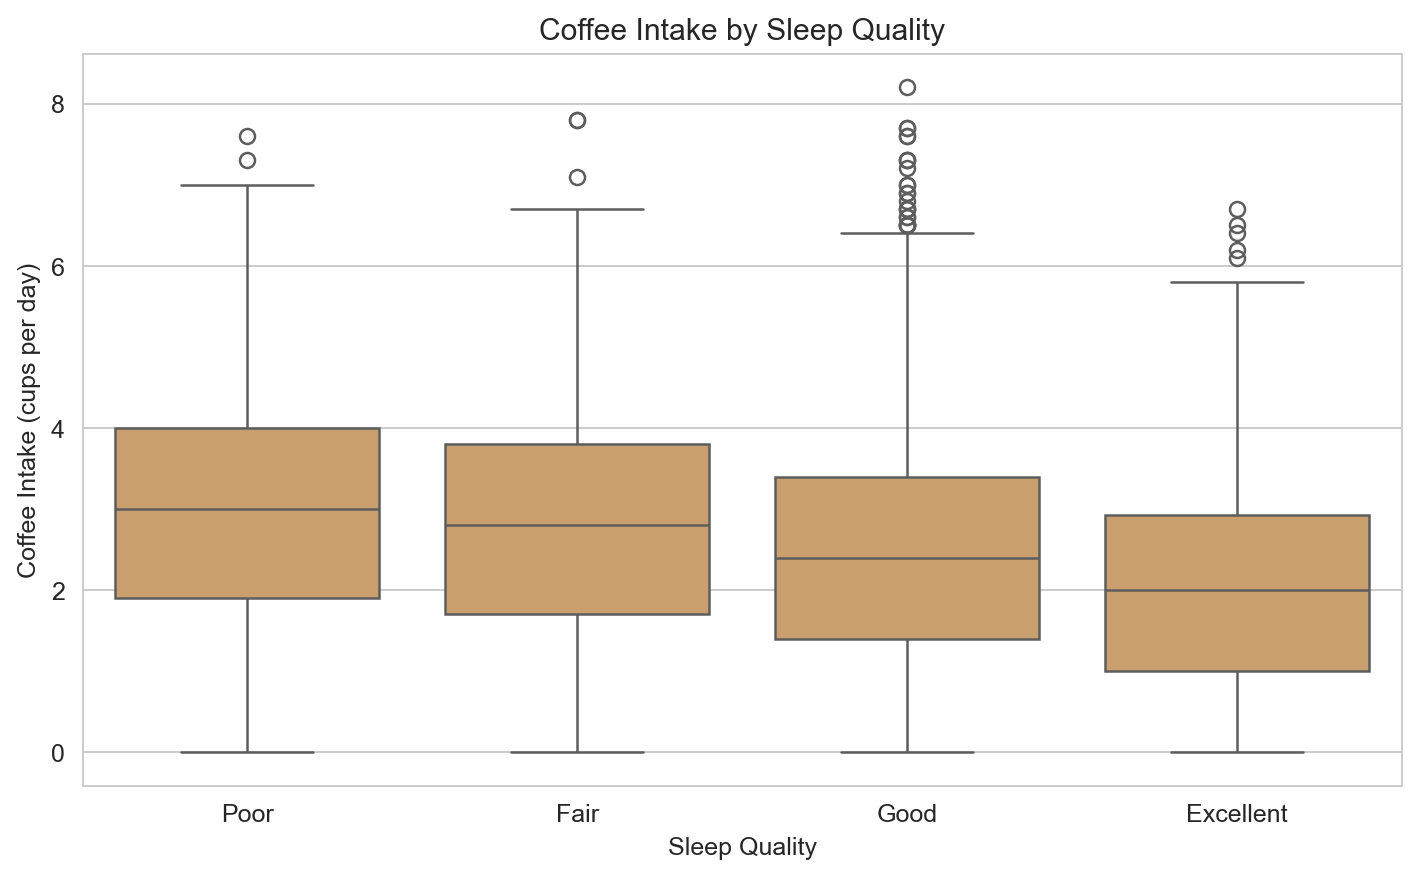 Coffee Intake by Sleep Quality
Coffee Intake (cups per day)
8
6
4
2
0
Poor Fair Good Excellent
Sleep Quality